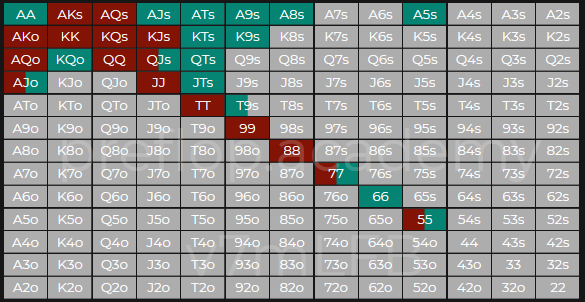 AA AKs AQs AJs ATs A9s A8s A7s A6s A5s A4s A3s A2s
AKo KK KQs KJs KTs K9s K8s K7s K6s K5s K4s K3s K2s
AQo KQo QQ QJs QTs Q9s Q8s Q7s Q6s Q5s Q4s Q3s Q2s
AJo KJo QJo JJ JTs J9s J8s J7s J6s J5s J4s J3s J2s
ATo KTo QTo JTo TT T9s T8s T7s T6s T5s T4s T3s T2s
A9o K9o Q9o J9o T9o 99 98s 97s 96s 95s 94s 93s 92s
A8o K8o Q8o J8o T8o 98o 88 87s 86s 85s 84s 83s 82s
preflop.academy
A7o K7o Q7o J7o T7o 97o 87o 77 76s 75s 74s 73s 72s
A6o K6o Q6o J6o T6o 96o 86o 76o 66 65s 64s 63s 62s
A5o K5o Q5o J5o T5o 95o 85o 75o 65o 55 54s 53s 52s
A4o K4o Q4o J4o T4o 94o 84o 74o 64o 54o 44 43s 42s
A3o K3o Q3o J3o T3o 93o 83o 73o 63o 53o 43o 33 32s
A2o K2o Q2o J2o T2o 92o 82o 72o 62o 52o 42o 32o 22